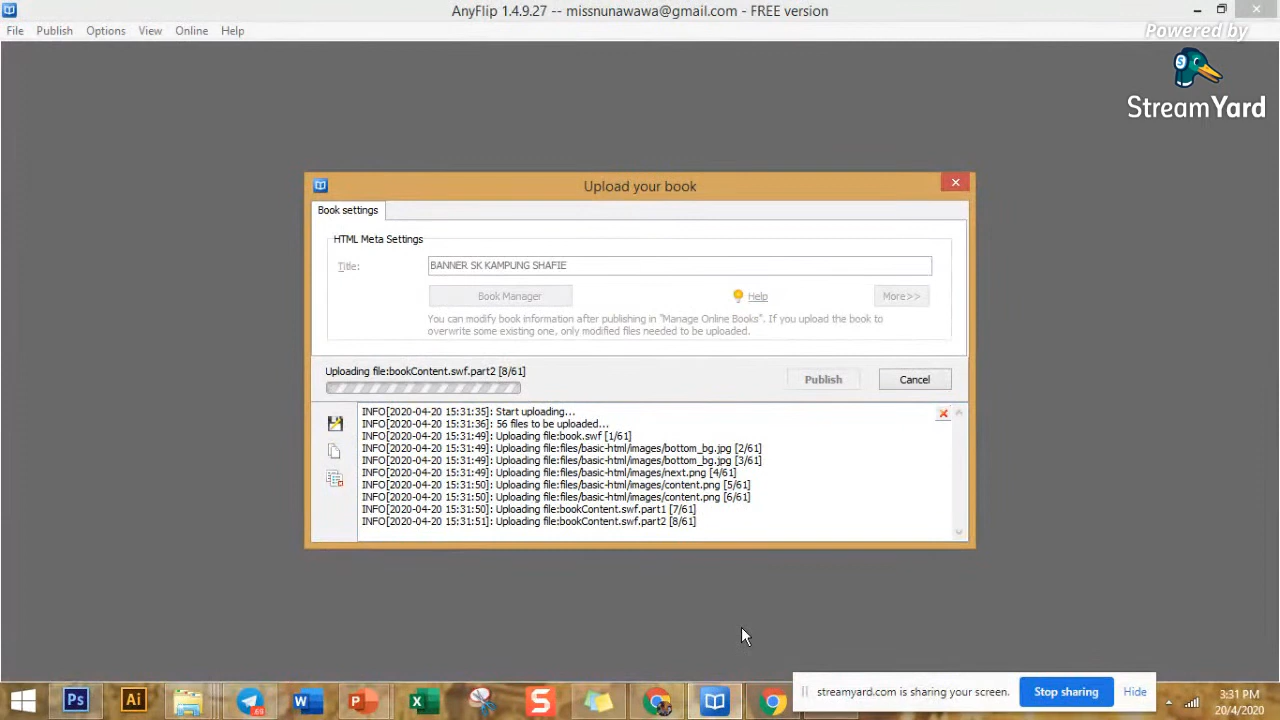 AnyFlip 1.4.9.27 -- missnunawawa@gmail.com - FREE version
File Publish Options View Online Help
Powered by
StreamYard
Upload your book
Book settings
HTML Meta Settings
Title: BANNER SK KAMPUNG SHAFIE
Book Manager Help More>>
You can modify book information after publishing in "Manage Online Books". If you upload the book to
overwrite some existing one, only modified files needed to be uploaded.
Uploading file:bookContent.swf.part2 [8/61]
Publish Cancel
INFO[2020-04-20 15:31:35]: Start uploading...
INFO[2020-04-20 15:31:36]: 56 files to be uploaded...
INFO[2020-04-20 15:31:49]: Uploading file:book.swf [1/61]
INFO[2020-04-20 15:31:49]: Uploading file:files/basic-html/images/bottom_bg.jpg [2/61]
INFO[2020-04-20 15:31:49]: Uploading file:files/basic-html/images/bottom_bg.jpg [3/61]
INFO[2020-04-20 15:31:49]: Uploading file:files/basic-html/images/next.png [4/61]
INFO[2020-04-20 15:31:50]: Uploading file:files/basic-html/images/content.png [5/61]
INFO[2020-04-20 15:31:50]: Uploading file:files/basic-html/images/content.png [6/61]
INFO[2020-04-20 15:31:50]: Uploading file:bookContent.swf.part1 [7/61]
INFO[2020-04-20 15:31:51]: Uploading file:bookContent.swf.part2 [8/61]
streamyard.com is sharing your screen. Stop sharing Hide
Ps Ai 69 W P X S
3:31 PM
20/4/2020